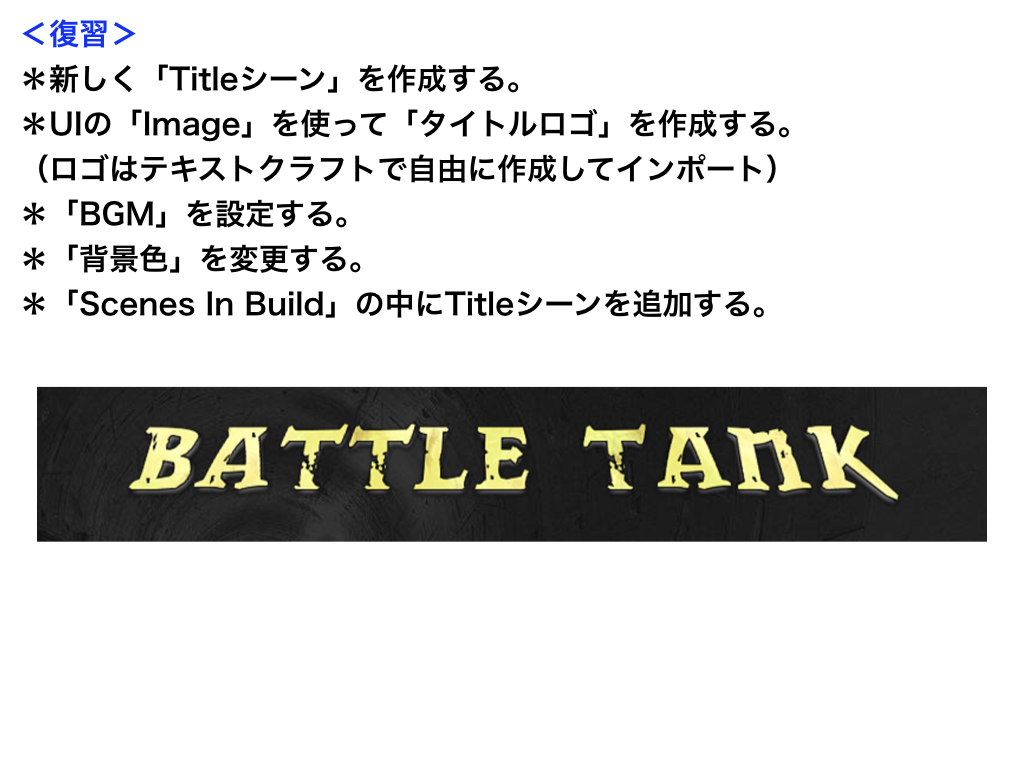 ＜復習＞
＊新しく「Titleシーン」を作成する。
＊UIの「Image」を使って「タイトルロゴ」を作成する。
（ロゴはテキストクラフトで自由に作成してインポート）
＊「BGM」を設定する。
＊「背景色」を変更する。
＊「Scenes In Build」の中にTitleシーンを追加する。
BATTLE TANK